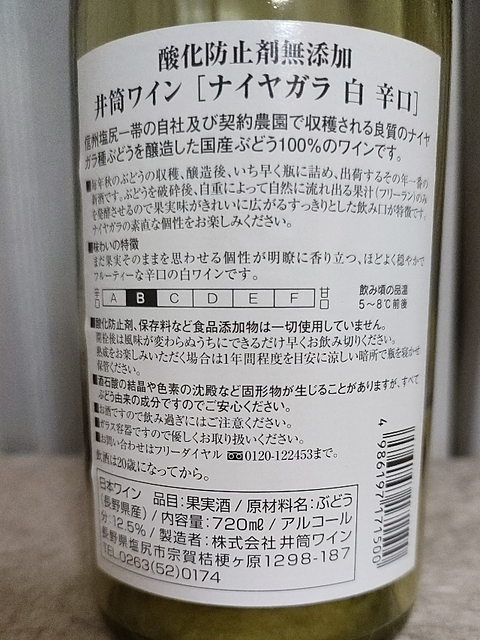 酸化防止剤無添加
井筒ワイン［ナイヤガラ 白 辛口］
信州塩尻一帯の自社及び契約農園で収穫される良質のナイヤ
ガラ種ぶどうを醸造した国産ぶどう100%のワインです。
■毎年秋のぶどうの収穫、醸造後、いち早く瓶に詰め、出荷するその年一番の
新酒です。ぶどうを破砕後、自重によって自然に流れ出る果汁(フリーラン)のみ
を発酵させるので果実味がきれいに広がるすっきりとした飲み口が特徴です。
ナイヤガラの素直な個性をお楽しみください。
■味わいの特徴
まだ果実そのままを思わせる個性が明瞭に香り立つ、ほどよく穏やかで
フルーティーな辛口の白ワインです。
辛口 A B C D E F 甘口
飲み頃の品温
5~8℃前後
■酸化防止剤、保存料など食品添加物は一切使用していません。
開栓後は風味が変わらぬうちにできるだけ早くお飲み切りください。
熟成をお楽しみいただく場合は1年間程度を目安に涼しい暗所で瓶を寝かせ
保管ください。
■酒石酸の結晶や色素の沈殿など固形物が生じることがありますが、すべて
ぶどう由来の成分ですのでご安心ください。
■お酒ですので飲み過ぎにはご注意ください。
■ガラス容器ですので優しくお取り扱いください。
■お問い合わせはフリーダイヤル 0120-122453まで。
飲酒は20歳になってから。
日本ワイン 品目:果実酒/原材料名:ぶどう
(長野県産)/内容量:720mℓ/アルコール
分:12.5%/製造者:株式会社 井筒ワイン
長野県塩尻市宗賀桔梗ヶ原1298-187
TEL.0263(52)0174
4986197171500